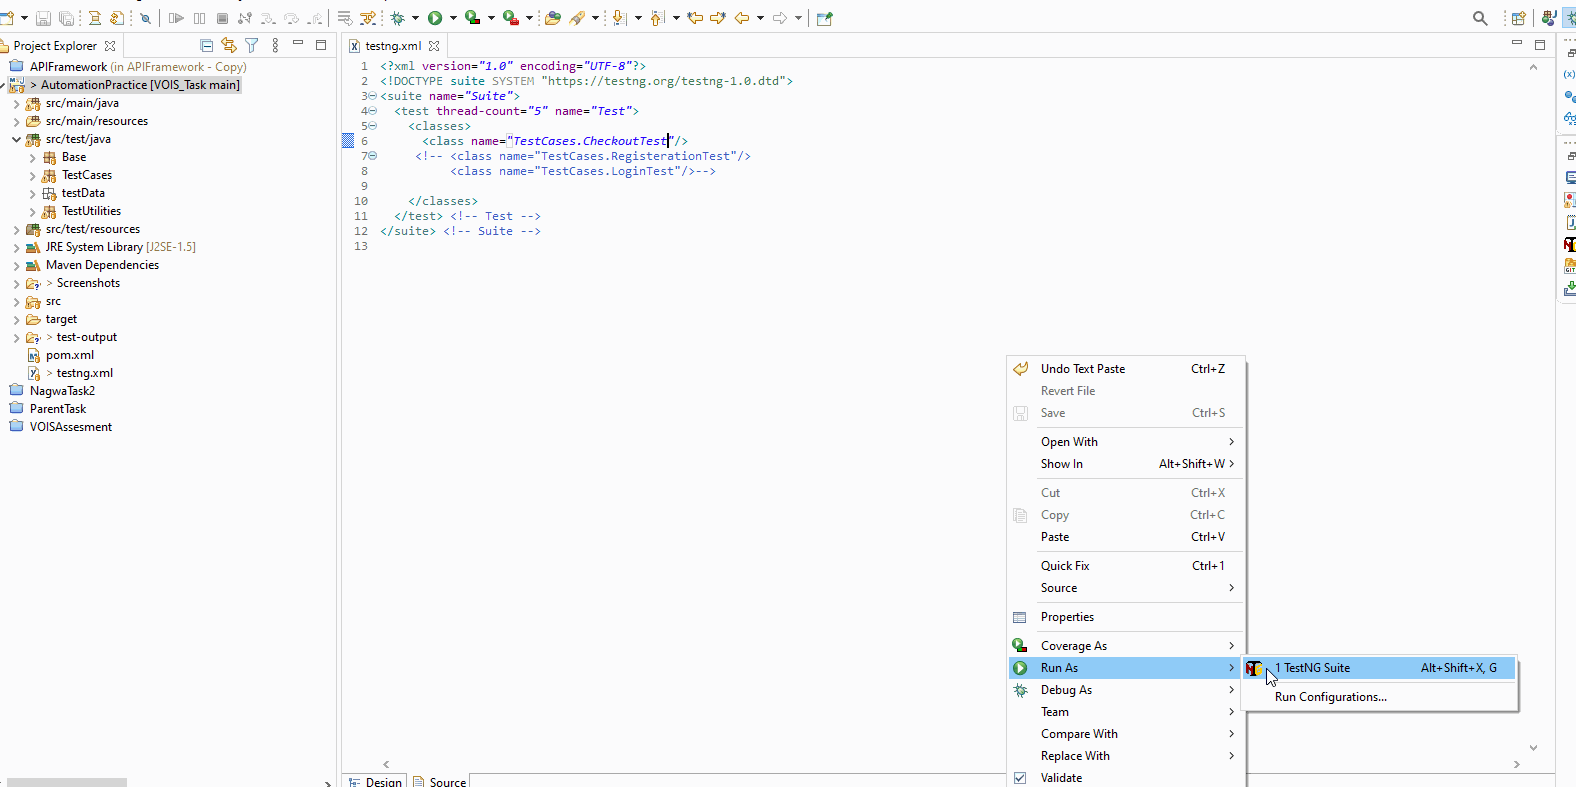 Project Explorer
APIFramework (in APIFramework - Copy)
> AutomationPractice [VOIS_Task main]
src/main/java
src/main/resources
src/test/java
Base
TestCases
testData
TestUtilities
src/test/resources
JRE System Library [J2SE-1.5]
Maven Dependencies
> Screenshots
src
target
> test-output
pom.xml
> testng.xml
NagwaTask2
ParentTask
VOISAssesment
testng.xml
1 <?xml version="1.0" encoding="UTF-8"?>
2 <!DOCTYPE suite SYSTEM "https://testng.org/testng-1.0.dtd">
3 <suite name="Suite">
4 <test thread-count="5" name="Test">
5 <classes>
6 <class name="TestCases.CheckoutTest"/>
7 <!-- <class name="TestCases.RegisterationTest"/>
8 <class name="TestCases.LoginTest"/>-->
9
10 </classes>
11 </test> <!-- Test -->
12 </suite> <!-- Suite -->
13
Undo Text Paste Ctrl+Z
Revert File
Save Ctrl+S
Open With
Show In Alt+Shift+W
Cut Ctrl+X
Copy Ctrl+C
Paste Ctrl+V
Quick Fix Ctrl+1
Source
Properties
Coverage As
Run As
1 TestNG Suite Alt+Shift+X, G
Run Configurations...
Debug As
Team
Compare With
Replace With
Validate
Design Source